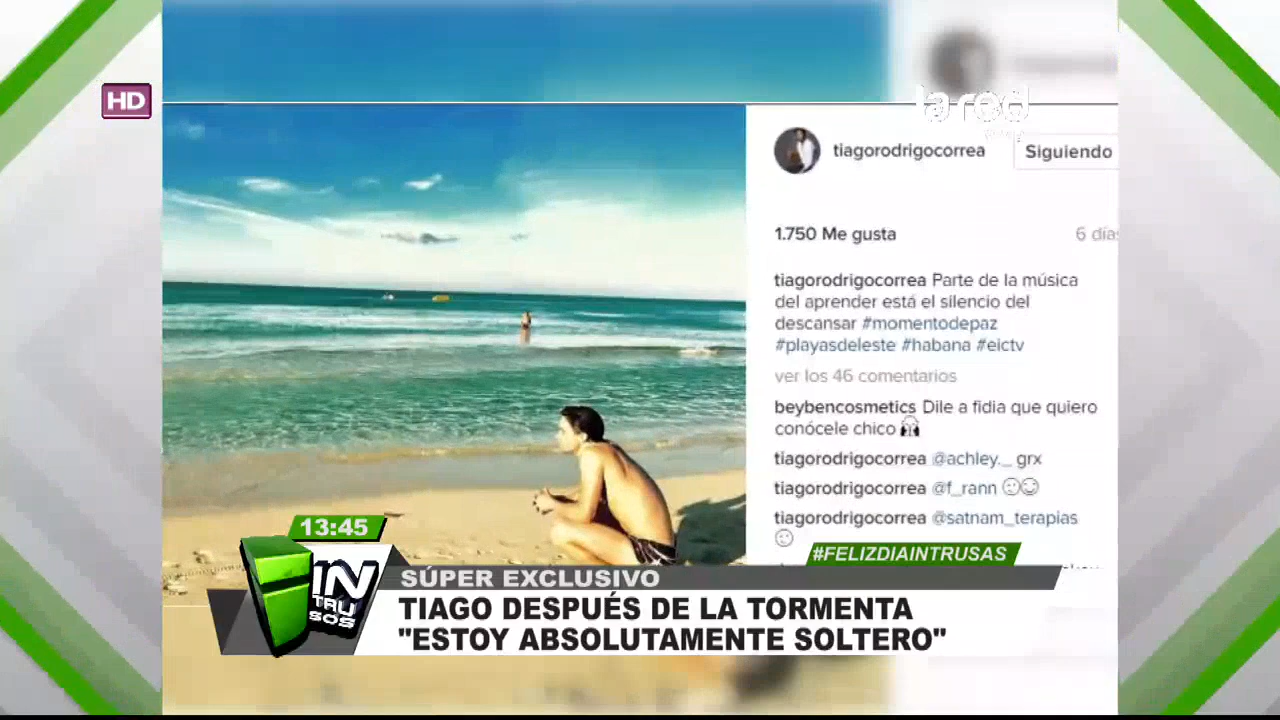 HD
la red
tiagorodrigocorrea
Siguiendo
1.750 Me gusta
6 días
tiagorodrigocorrea Parte de la música
del aprender está el silencio del
descansar #momentodepaz
#playasdeleste #habana #eictv
ver los 46 comentarios
beybencosmetics Dile a fidia que quiero
conócele chico
tiagorodrigocorrea @achley._ grx
tiagorodrigocorrea @f_rann
tiagorodrigocorrea @satnam_terapias
#FELIZDIAINTRUSAS
13:45
IN
TRU
SOS
SÚPER EXCLUSIVO
TIAGO DESPUÉS DE LA TORMENTA
"ESTOY ABSOLUTAMENTE SOLTERO"